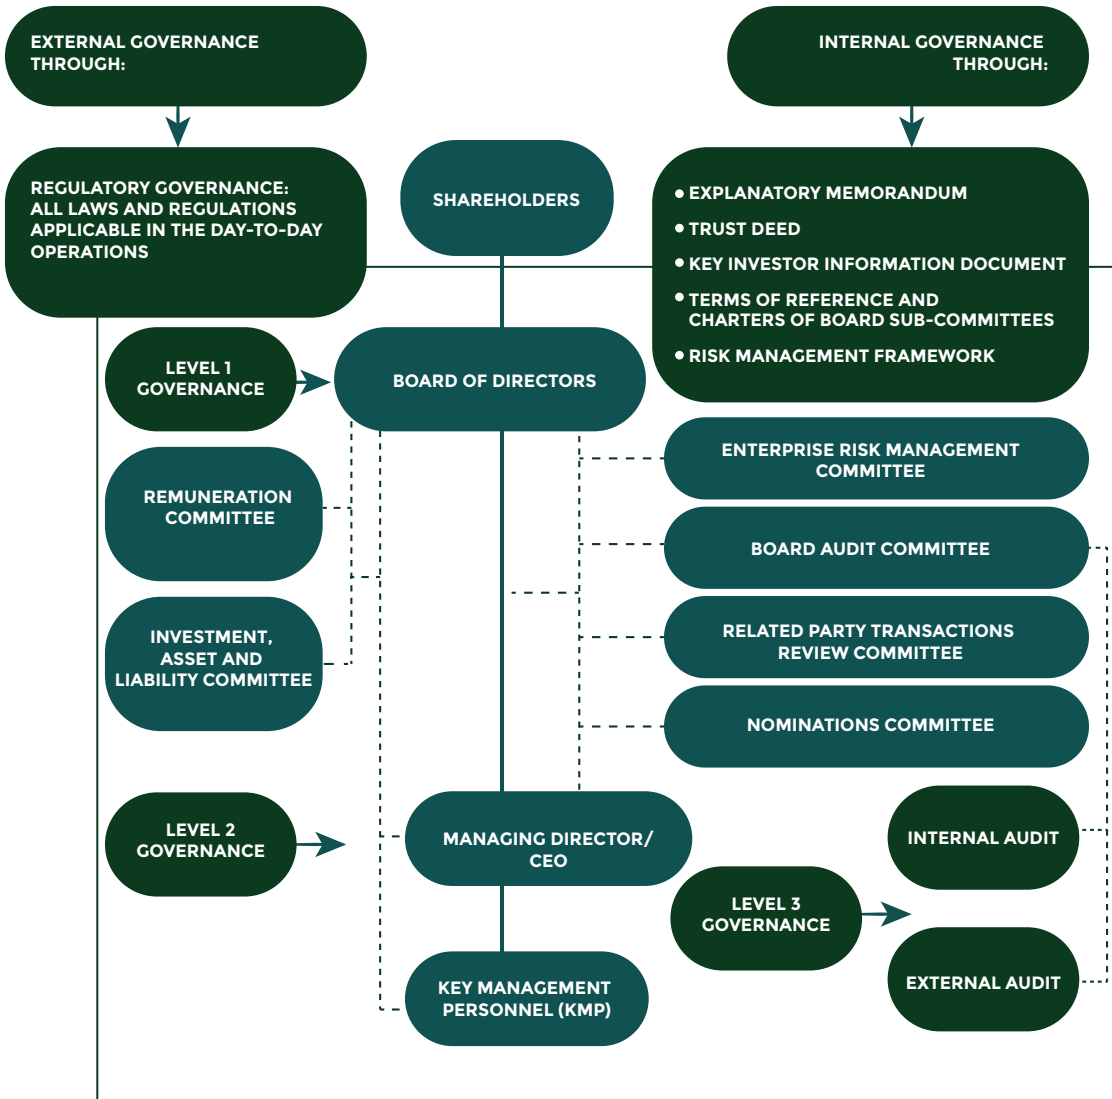 EXTERNAL GOVERNANCE
THROUGH:
INTERNAL GOVERNANCE
THROUGH:
REGULATORY GOVERNANCE:
ALL LAWS AND REGULATIONS
APPLICABLE IN THE DAY-TO-DAY
OPERATIONS
SHAREHOLDERS
• EXPLANATORY MEMORANDUM
• TRUST DEED
• KEY INVESTOR INFORMATION DOCUMENT
• TERMS OF REFERENCE AND
CHARTERS OF BOARD SUB-COMMITTEES
• RISK MANAGEMENT FRAMEWORK
LEVEL 1
GOVERNANCE
BOARD OF DIRECTORS
REMUNERATION
COMMITTEE
INVESTMENT,
ASSET AND
LIABILITY COMMITTEE
ENTERPRISE RISK MANAGEMENT
COMMITTEE
BOARD AUDIT COMMITTEE
RELATED PARTY TRANSACTIONS
REVIEW COMMITTEE
NOMINATIONS COMMITTEE
LEVEL 2
GOVERNANCE
MANAGING DIRECTOR/
CEO
INTERNAL AUDIT
LEVEL 3
GOVERNANCE
KEY MANAGEMENT
PERSONNEL (KMP)
EXTERNAL AUDIT